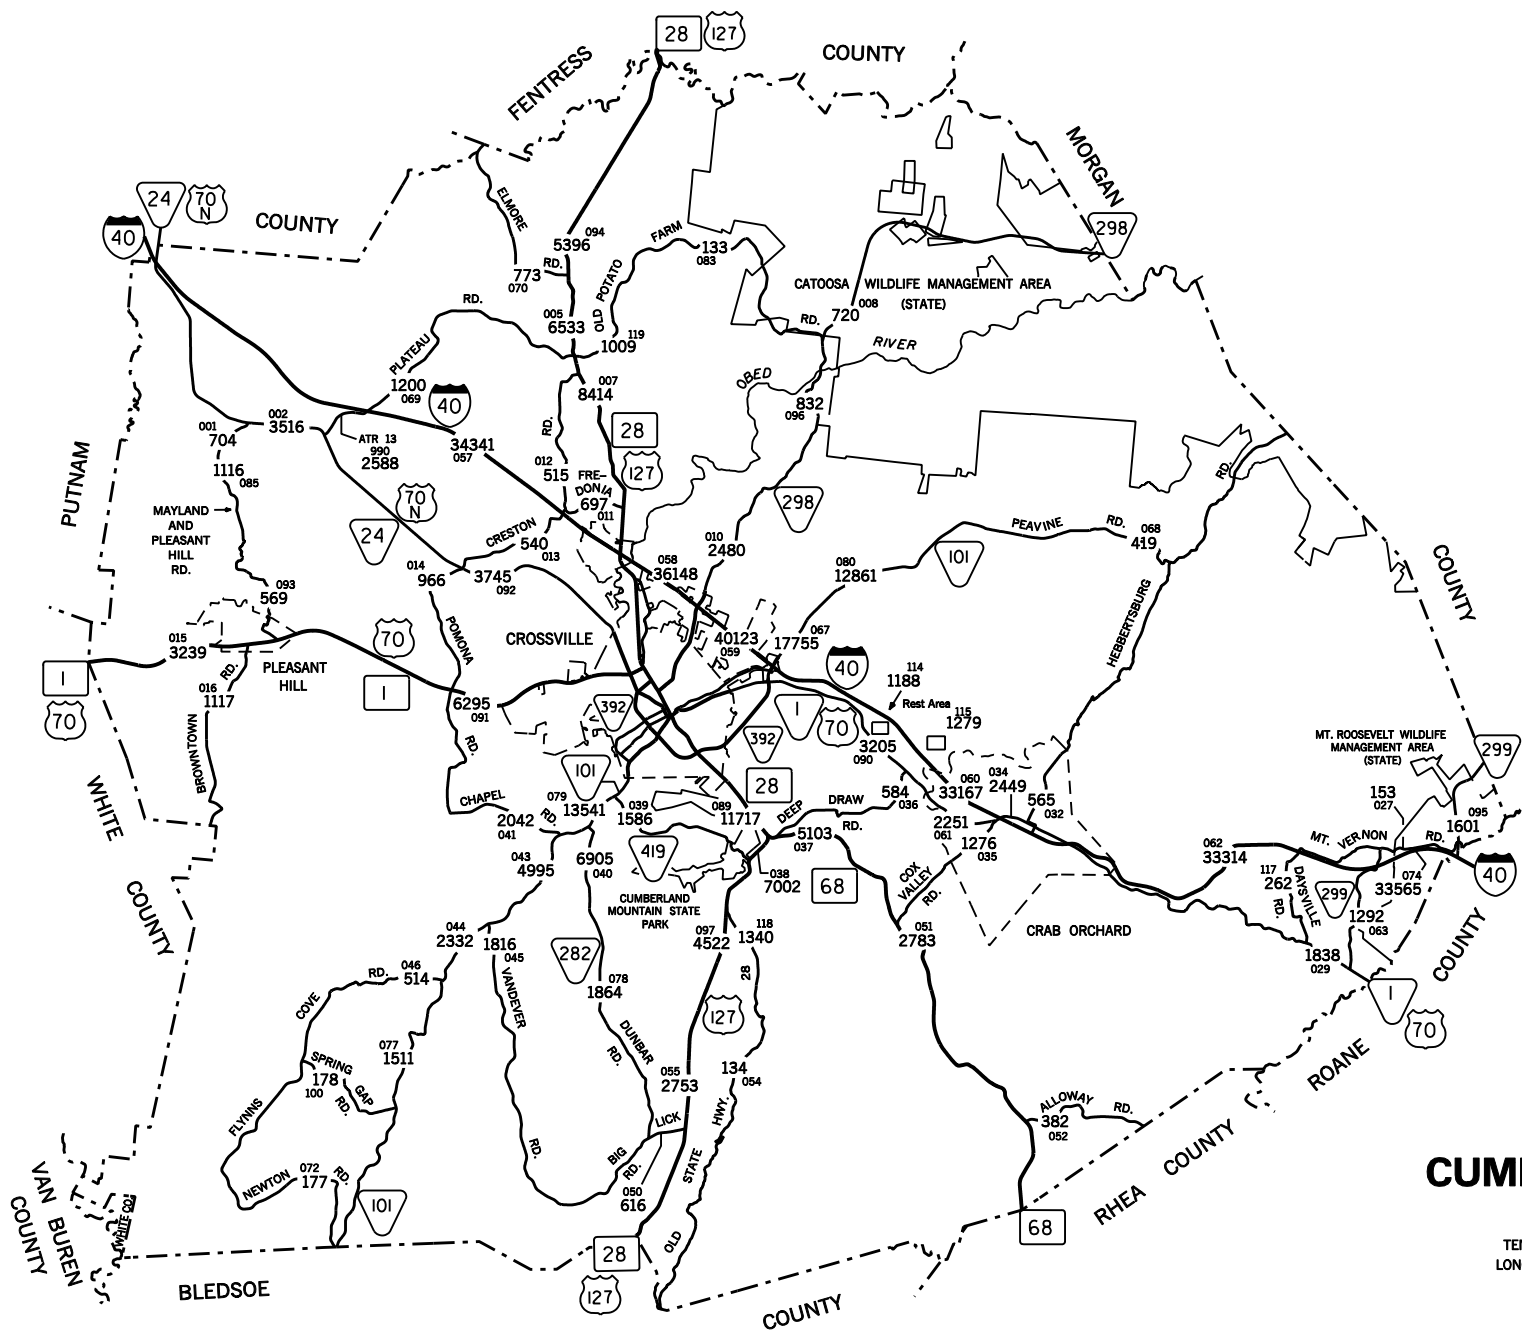 28
127
COUNTY
FENTRESS
MORGAN
24
70
N
40
COUNTY
298
ELMORE
RD.
094
5396
773
070
FARM
133
083
OLD POTATO
RD.
CATOOSA WILDLIFE MANAGEMENT AREA
(STATE)
008
720
RD.
005
6533
119
1009
RIVER
OBED
PLATEAU
1200
069
40
007
8414
832
096
002
3516
001
704
ATR 13
990
2588
34341
057
28
127
RD.
012
515
FRE-
DONIA
697
011
298
RD.
PUTNAM
1116
085
MAYLAND
AND
PLEASANT
HILL
RD.
70
N
24
CRESTON
540
013
010
2480
PEAVINE
RD.
068
419
101
COUNTY
014
966
3745
092
058
36148
080
12861
093
569
HEBBERTSBURG
015
3239
70
POMONA
CROSSVILLE
40123
059
067
17755
1
70
PLEASANT
HILL
RD.
1
40
114
1188
016
1117
6295
091
392
1
70
Rest Area
115
1279
BROWNTOWN
RD.
392
3205
090
MT. ROOSEVELT WILDLIFE
MANAGEMENT AREA
(STATE)
299
WHITE
101
28
060
33167
034
2449
CHAPEL
RD.
079
13541
039
1586
089
11717
DEEP
DRAW
RD.
584
036
565
032
153
027
095
1601
2042
041
5103
037
2251
061
1276
035
MT.
VERNON
RD.
062
33314
043
4995
6905
040
419
038
7002
68
COX
VALLEY
RD.
117
262
DAYSVILLE
RD.
299
074
33565
40
COUNTY
CUMBERLAND
MOUNTAIN STATE
PARK
1292
063
044
2332
1816
045
282
097
4522
118
1340
051
2783
CRAB ORCHARD
1838
029
COUNTY
046
514
RD.
COVE
VANDEVER
078
1864
28
127
1
70
077
1511
SPRING
GAP
RD.
178
100
DUNBAR
RD.
055
2753
134
054
ROANE
FLYNNS
HWY.
ALLOWAY
RD.
382
052
LICK
BIG
RD.
RD.
STATE
COUNTY
RHEA
NEWTON
072
177
RD.
050
616
101
68
CUM
VAN BUREN
COUNTY
WHITE CO.
OLD
28
127
BLEDSOE
COUNTY
LON